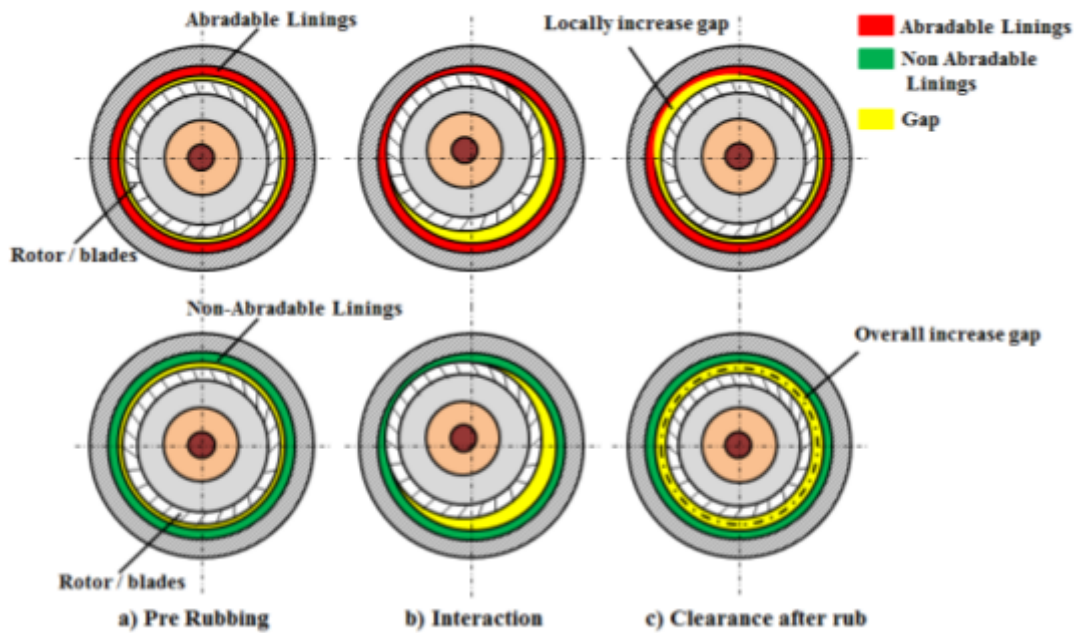 Abradable Linings
Locally increase gap
Abradable Linings
Non Abradable
Linings
Gap
Rotor / blades
Non-Abradable Linings
Overall increase gap
Rotor / blades
a) Pre Rubbing
b) Interaction
c) Clearance after rub